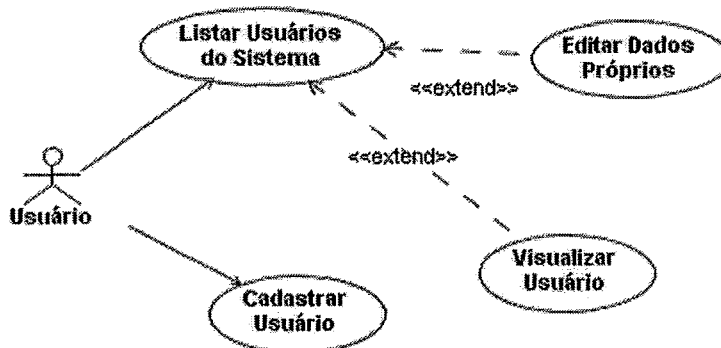 Listar Usuários
do Sistema
Editar Dados
Próprios
<<extend>>
<<extend>>
Usuário
Visualizar
Usuário
Cadastrar
Usuário